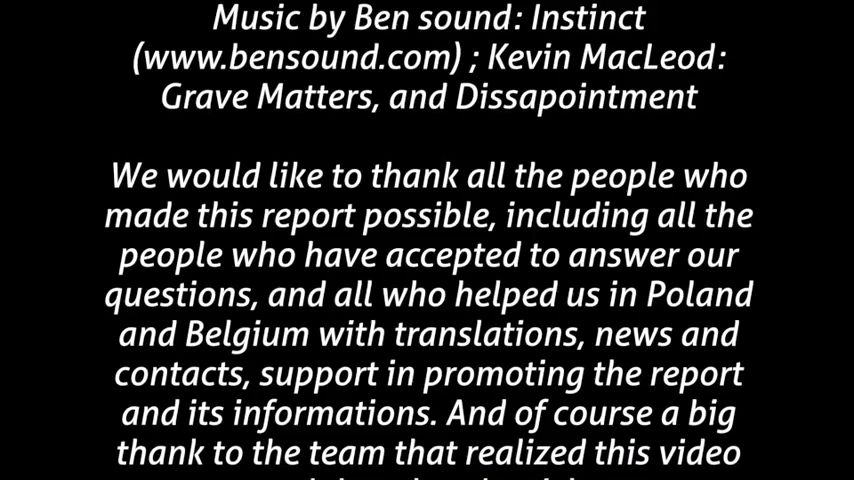 Music by Ben sound: Instinct
(www.bensound.com) ; Kevin MacLeod:
Grave Matters, and Dissapointment
We would like to thank all the people who
made this report possible, including all the
people who have accepted to answer our
questions, and all who helped us in Poland
and Belgium with translations, news and
contacts, support in promoting the report
and its informations. And of course a big
thank to the team that realized this video